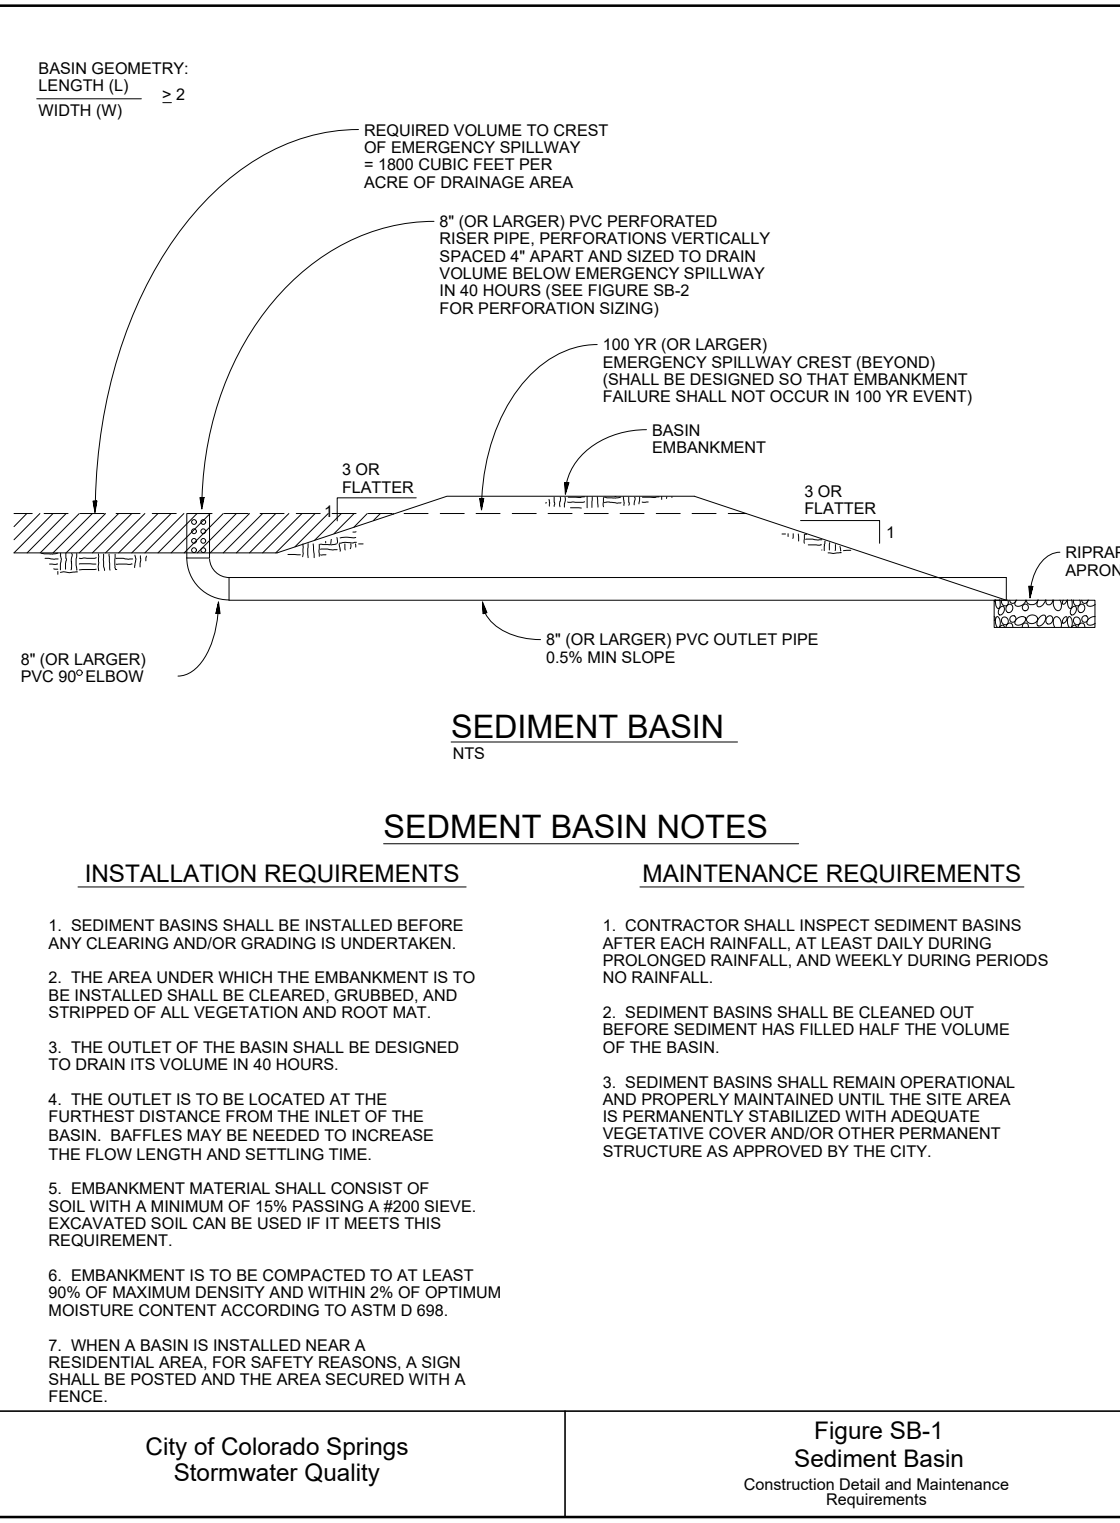 BASIN GEOMETRY:
LENGTH (L)
WIDTH (W)
≥ 2
REQUIRED VOLUME TO CREST
OF EMERGENCY SPILLWAY
= 1800 CUBIC FEET PER
ACRE OF DRAINAGE AREA
8" (OR LARGER) PVC PERFORATED
RISER PIPE, PERFORATIONS VERTICALLY
SPACED 4" APART AND SIZED TO DRAIN
VOLUME BELOW EMERGENCY SPILLWAY
IN 40 HOURS (SEE FIGURE SB-2
FOR PERFORATION SIZING)
100 YR (OR LARGER)
EMERGENCY SPILLWAY CREST (BEYOND)
(SHALL BE DESIGNED SO THAT EMBANKMENT
FAILURE SHALL NOT OCCUR IN 100 YR EVENT)
BASIN
EMBANKMENT
3 OR
FLATTER
1
3 OR
FLATTER
1
RIPRAP
APRON
8" (OR LARGER) PVC OUTLET PIPE
0.5% MIN SLOPE
8" (OR LARGER)
PVC 90° ELBOW
SEDIMENT BASIN
NTS
SEDMENT BASIN NOTES
INSTALLATION REQUIREMENTS
1. SEDIMENT BASINS SHALL BE INSTALLED BEFORE
ANY CLEARING AND/OR GRADING IS UNDERTAKEN.
2. THE AREA UNDER WHICH THE EMBANKMENT IS TO
BE INSTALLED SHALL BE CLEARED, GRUBBED, AND
STRIPPED OF ALL VEGETATION AND ROOT MAT.
3. THE OUTLET OF THE BASIN SHALL BE DESIGNED
TO DRAIN ITS VOLUME IN 40 HOURS.
4. THE OUTLET IS TO BE LOCATED AT THE
FURTHEST DISTANCE FROM THE INLET OF THE
BASIN. BAFFLES MAY BE NEEDED TO INCREASE
THE FLOW LENGTH AND SETTLING TIME.
5. EMBANKMENT MATERIAL SHALL CONSIST OF
SOIL WITH A MINIMUM OF 15% PASSING A #200 SIEVE.
EXCAVATED SOIL CAN BE USED IF IT MEETS THIS
REQUIREMENT.
6. EMBANKMENT IS TO BE COMPACTED TO AT LEAST
90% OF MAXIMUM DENSITY AND WITHIN 2% OF OPTIMUM
MOISTURE CONTENT ACCORDING TO ASTM D 698.
7. WHEN A BASIN IS INSTALLED NEAR A
RESIDENTIAL AREA, FOR SAFETY REASONS, A SIGN
SHALL BE POSTED AND THE AREA SECURED WITH A
FENCE.
MAINTENANCE REQUIREMENTS
1. CONTRACTOR SHALL INSPECT SEDIMENT BASINS
AFTER EACH RAINFALL, AT LEAST DAILY DURING
PROLONGED RAINFALL, AND WEEKLY DURING PERIODS
NO RAINFALL.
2. SEDIMENT BASINS SHALL BE CLEANED OUT
BEFORE SEDIMENT HAS FILLED HALF THE VOLUME
OF THE BASIN.
3. SEDIMENT BASINS SHALL REMAIN OPERATIONAL
AND PROPERLY MAINTAINED UNTIL THE SITE AREA
IS PERMANENTLY STABILIZED WITH ADEQUATE
VEGETATIVE COVER AND/OR OTHER PERMANENT
STRUCTURE AS APPROVED BY THE CITY.
City of Colorado Springs
Stormwater Quality
Figure SB-1
Sediment Basin
Construction Detail and Maintenance
Requirements